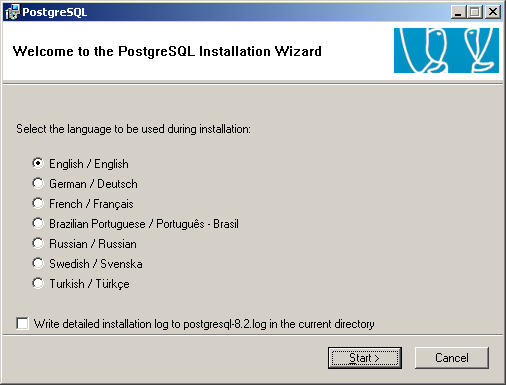 PostgreSQL
Welcome to the PostgreSQL Installation Wizard
Select the language to be used during installation:
English / English
German / Deutsch
French / Français
Brazilian Portuguese / Português - Brasil
Russian / Russian
Swedish / Svenska
Turkish / Türkçe
Write detailed installation log to postgresql-8.2.log in the current directory
Start >
Cancel